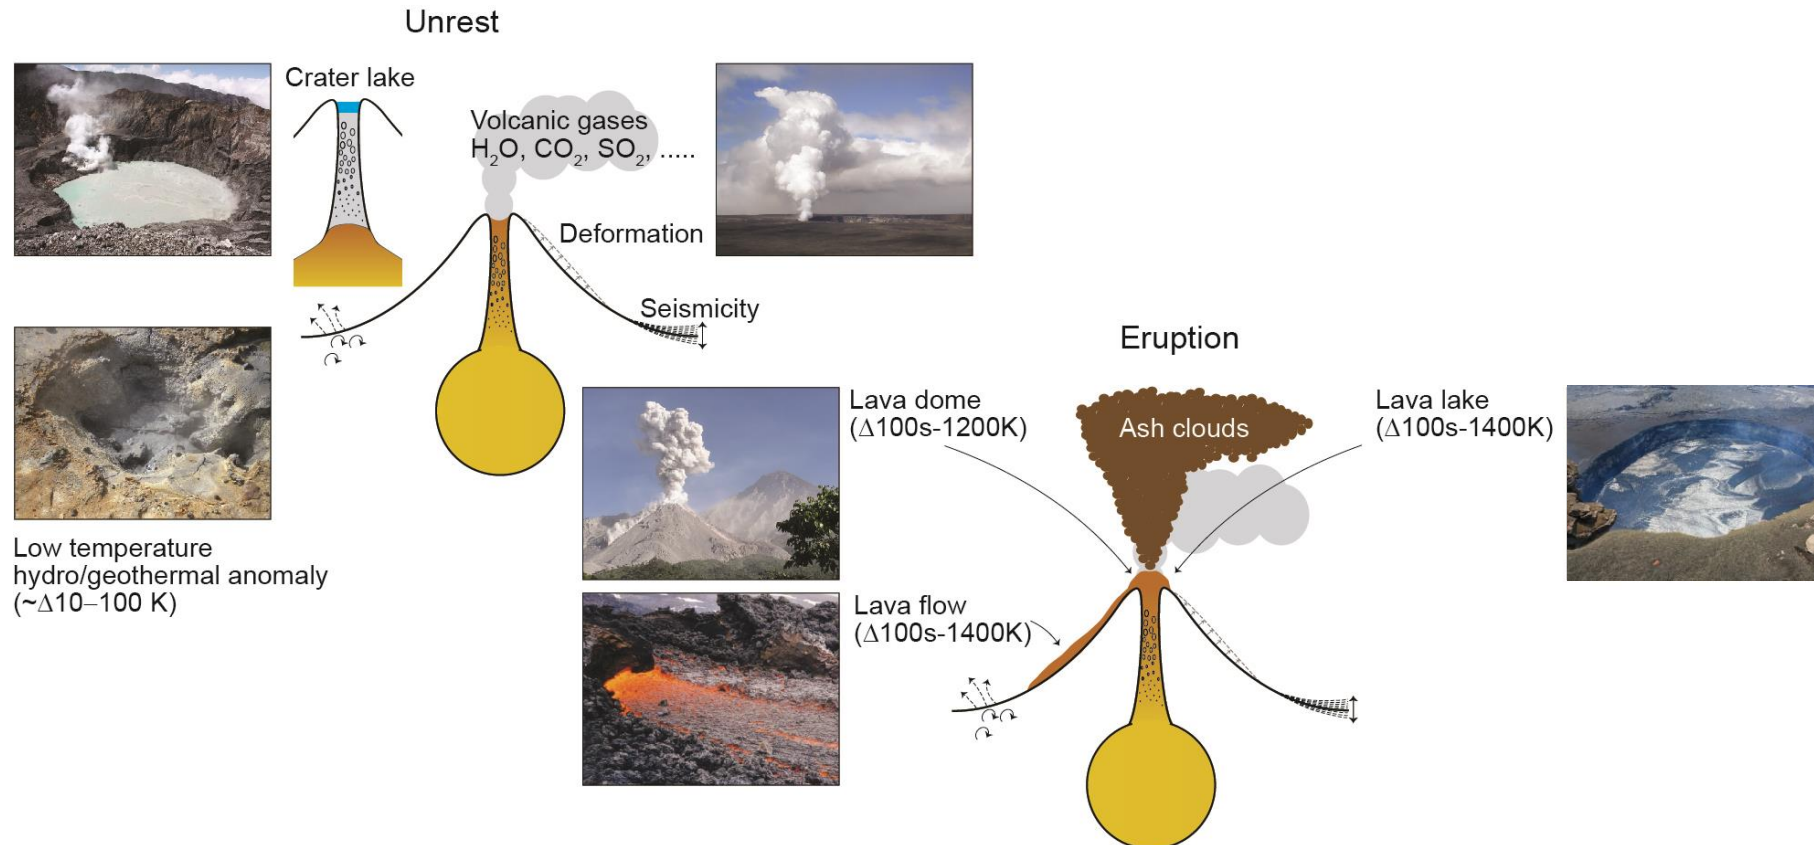 Unrest
Crater lake
Volcanic gases
H₂O, CO₂, SO₂, .....
Deformation
Seismicity
Low temperature
hydro/geothermal anomaly
(~Δ10–100 K)
Eruption
Lava dome
(Δ100s-1200K)
Ash clouds
Lava lake
(Δ100s-1400K)
Lava flow
(Δ100s-1400K)